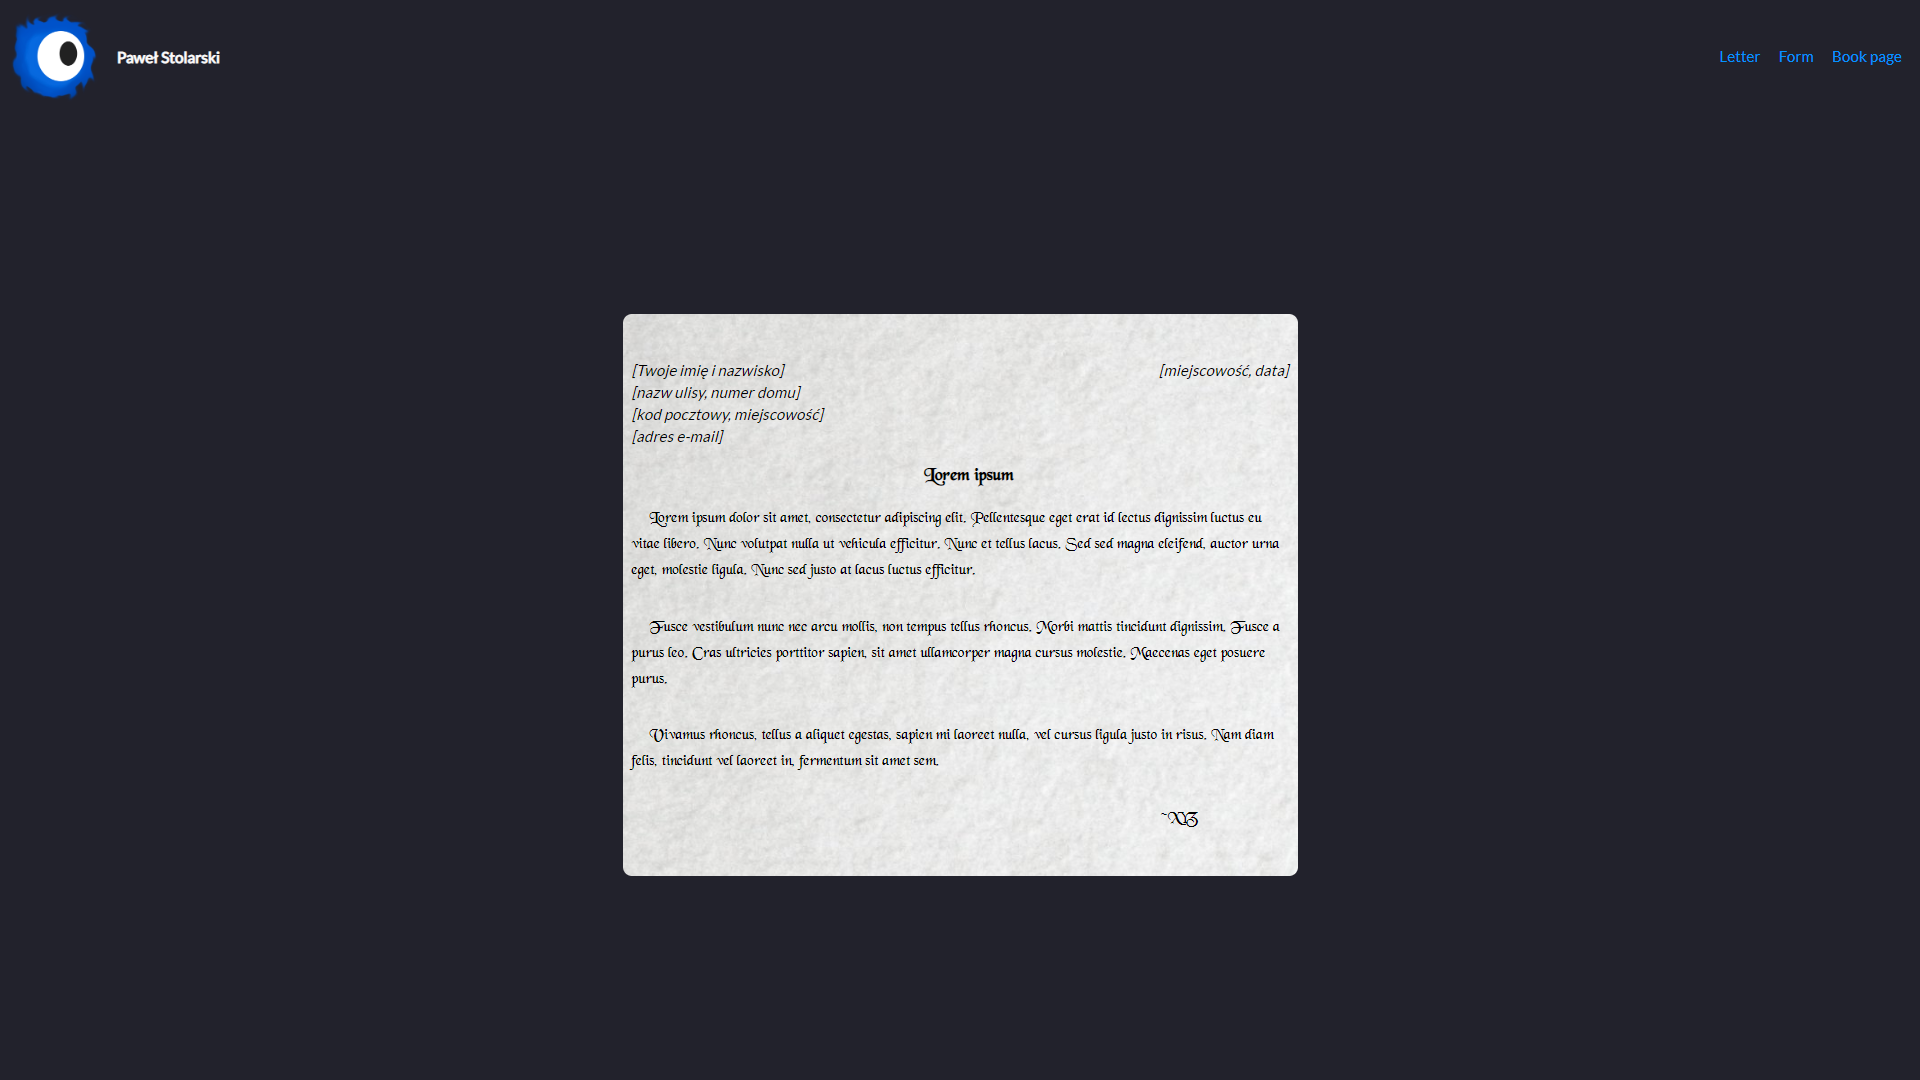 Paweł Stolarski
Letter Form Book page
[Twoje imię i nazwisko] [miejscowość, data]
[nazw ulisy, numer domu]
[kod pocztowy, miejscowość]
[adres e-mail]
Lorem ipsum
Lorem ipsum dolor sit amet, consectetur adipiscing elit. Pellentesque eget erat id lectus dignissim luctus eu
vitae libero. Nunc volutpat nulla ut vehicula efficitur. Nunc et tellus lacus. Sed sed magna eleifend, auctor urna
eget, molestie ligula. Nunc sed justo at lacus luctus efficitur.
Fusce vestibulum nunc nec arcu mollis, non tempus tellus rhoncus. Morbi mattis tincidunt dignissim. Fusce a
purus leo. Cras ultricies porttitor sapien, sit amet ullamcorper magna cursus molestie. Maecenas eget posuere
purus.
Vivamus rhoncus, tellus a aliquet egestas, sapien mi laoreet nulla, vel cursus ligula justo in risus. Nam diam
felis, tincidunt vel laoreet in, fermentum sit amet sem.